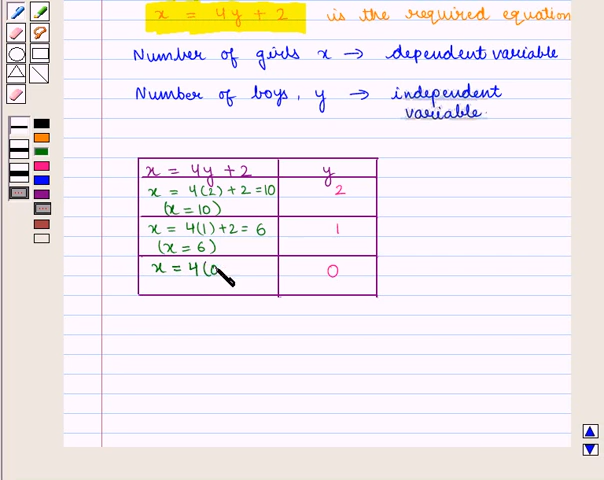 x = 4y + 2 is the required equation
Number of girls x → dependent variable
Number of boys, y → independent
variable.
x = 4y + 2 y
x = 4(2) + 2 = 10 2
(x = 10)
x = 4(1) + 2 = 6 1
(x = 6)
x = 4(0 0